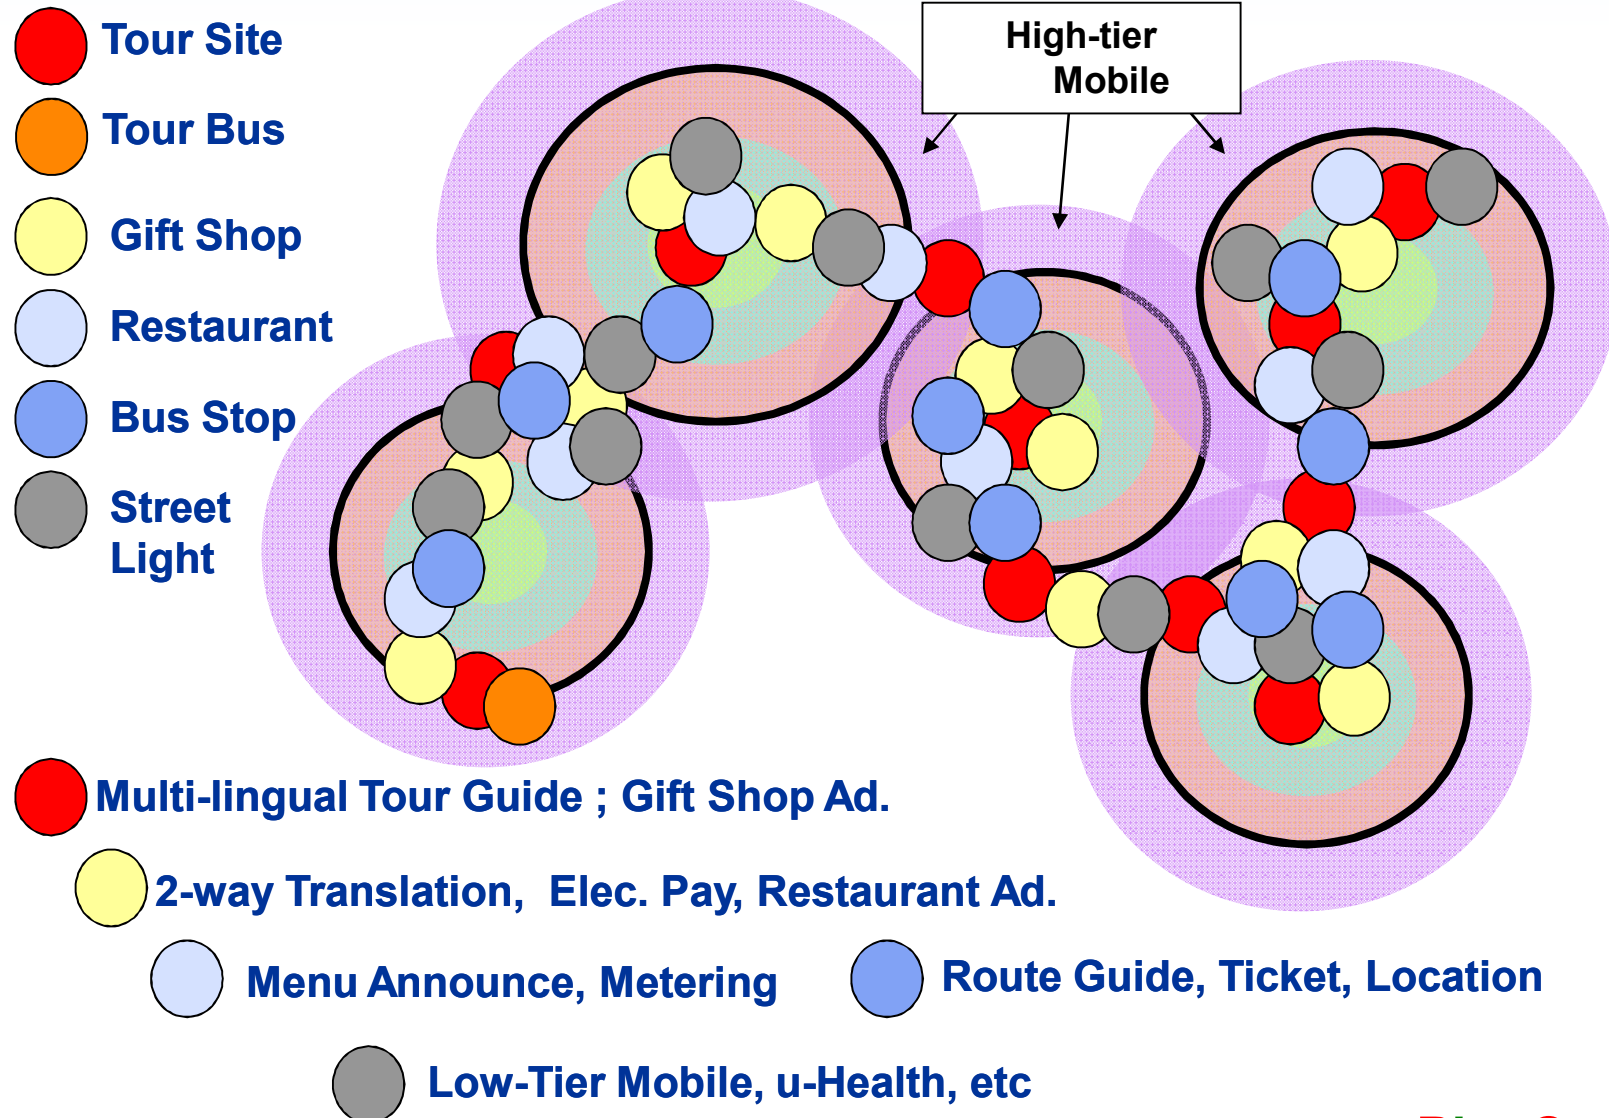 Tour Site
High-tier
Mobile
Tour Bus
Gift Shop
Restaurant
Bus Stop
Street
Light
Multi-lingual Tour Guide ; Gift Shop Ad.
2-way Translation,  Elec. Pay, Restaurant Ad.
Menu Announce, Metering
Route Guide, Ticket, Location
Low-Tier Mobile, u-Health, etc